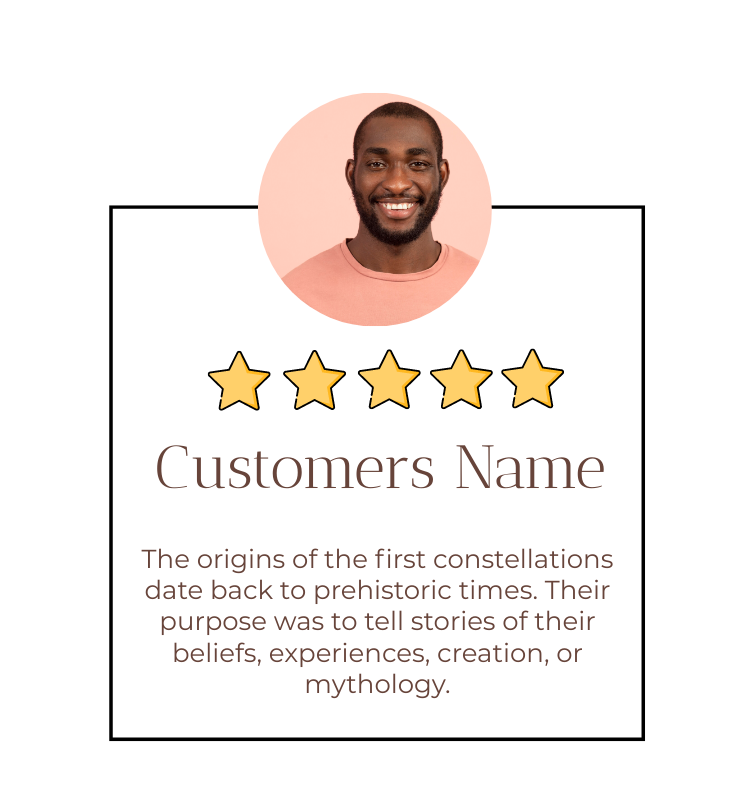 Customers Name
The origins of the first constellations
date back to prehistoric times. Their
purpose was to tell stories of their
beliefs, experiences, creation, or
mythology.